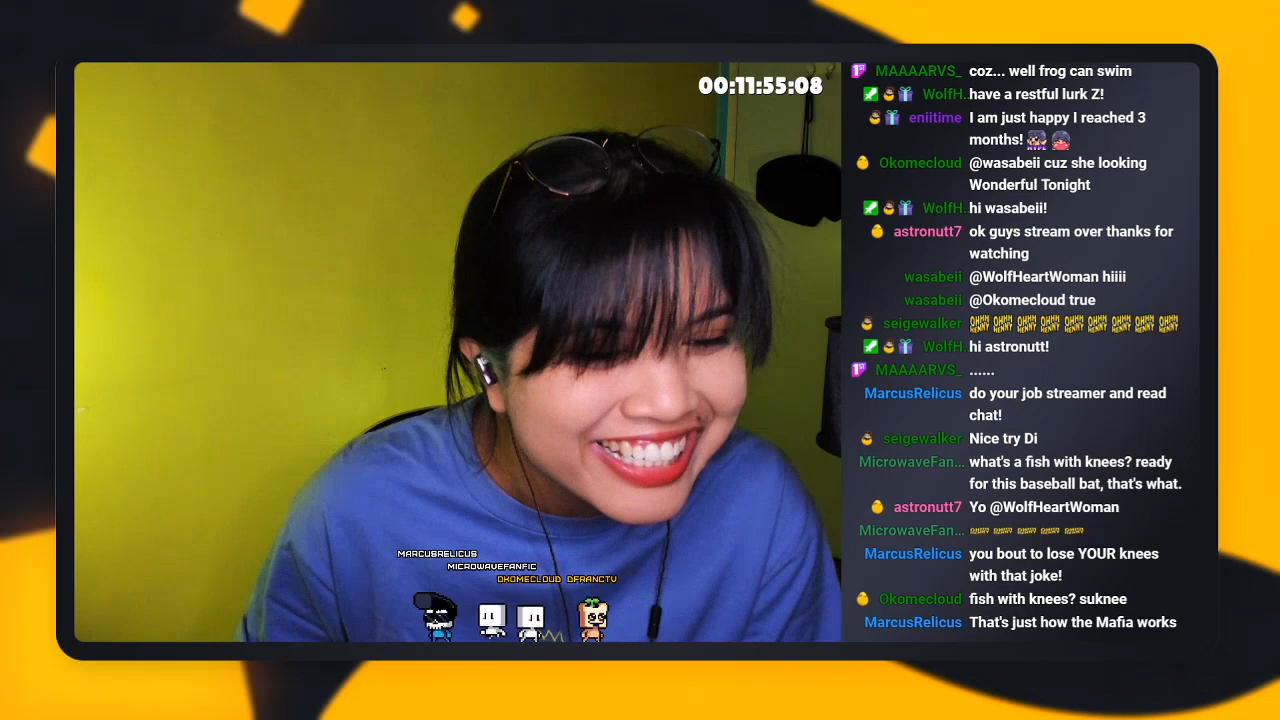 00:11:55:08
MAAAARVS_ coz... well frog can swim
WolfH. have a restful lurk Z!
eniitime I am just happy I reached 3
months!
Okomecloud @wasabeii cuz she looking
Wonderful Tonight
WolfH. hi wasabeii!
astronutt7 ok guys stream over thanks for
watching
wasabeii @WolfHeartWoman hiiii
wasabeii @Okomecloud true
seigewalker
WolfH. hi astronutt!
MAAAARVS_ ......
MarcusRelicus do your job streamer and read
chat!
seigewalker Nice try Di
MicrowaveFan... what's a fish with knees? ready
for this baseball bat, that's what.
astronutt7 Yo @WolfHeartWoman
MicrowaveFan...
MarcusRelicus you bout to lose YOUR knees
with that joke!
Okomecloud fish with knees? suknee
MarcusRelicus That's just how the Mafia works
MARCUSRELICUS
MICROWAVEFANFIC
OKOMECLOUD DFRANCTV